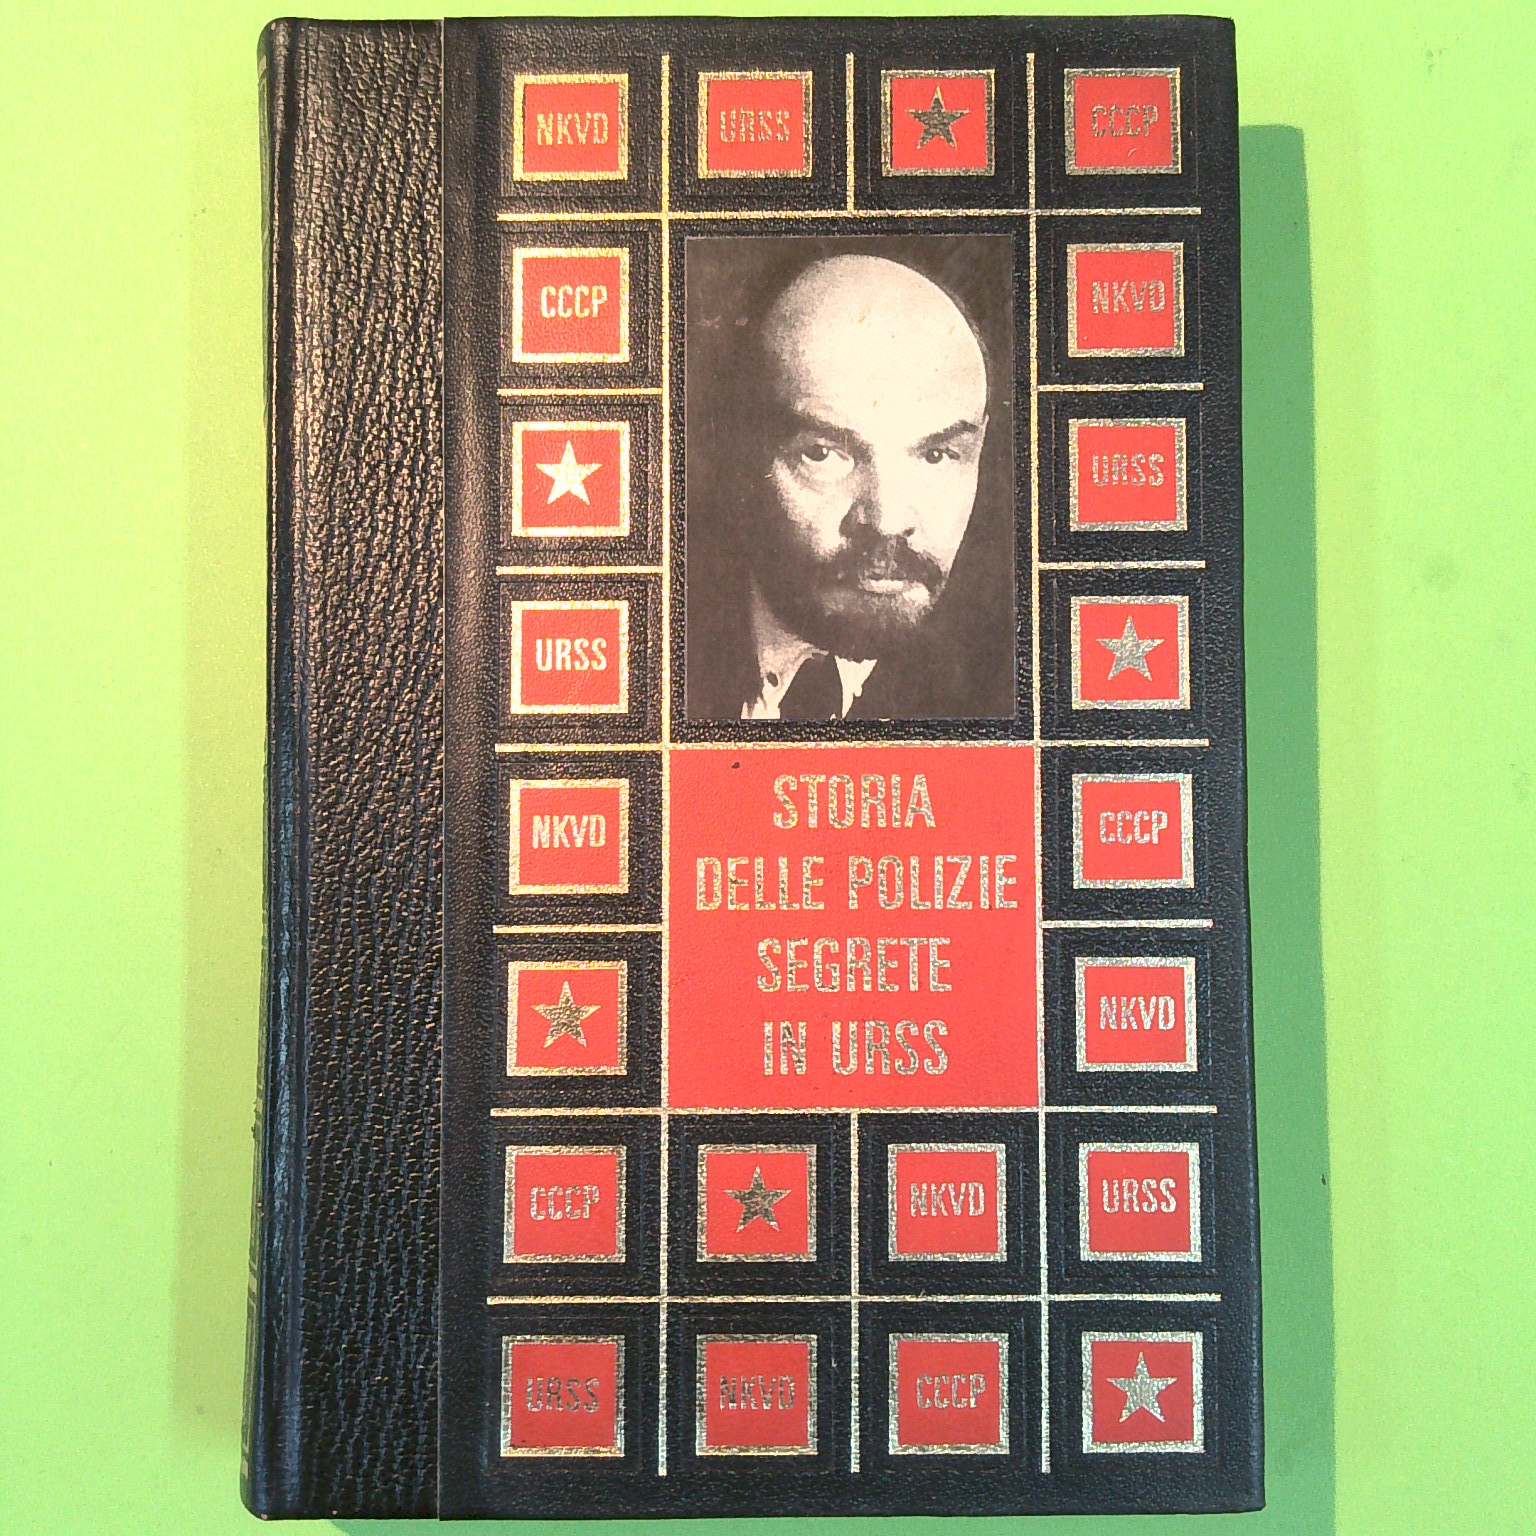 NKVD URSS CCCP
CCCP NKVD
URSS
URSS
STORIA
DELLE POLIZIE
SEGRETE
IN URSS
NKVD CCCP
NKVD
CCCP NKVD URSS
URSS NKVD CCCP